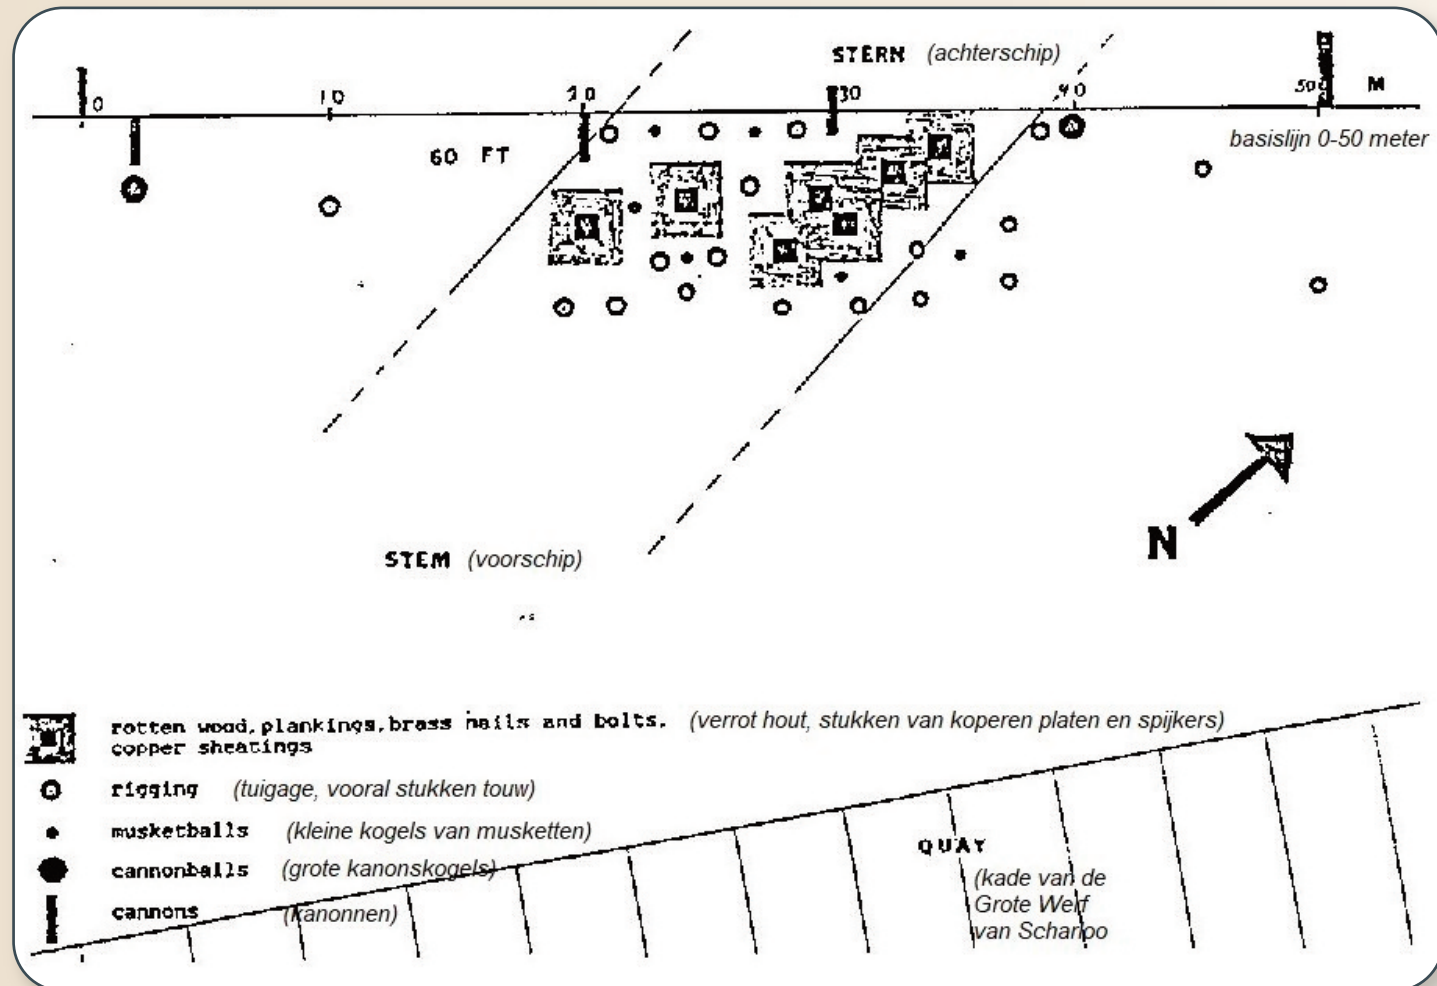 STERN (achterschip)
0 10 20 30 40 50 M
basislijn 0-50 meter
60 FT
N
STEM (voorschip)
rotten wood, plankings, brass nails and bolts. (verrot hout, stukken van koperen platen en spijkers)
copper sheatings
rigging (tuigage, vooral stukken touw)
musketballs (kleine kogels van musketten)
cannonballs (grote kanonskogels)
cannons (kanonnen)
QUAY
(kade van de
Grote Werf
van Scharloo